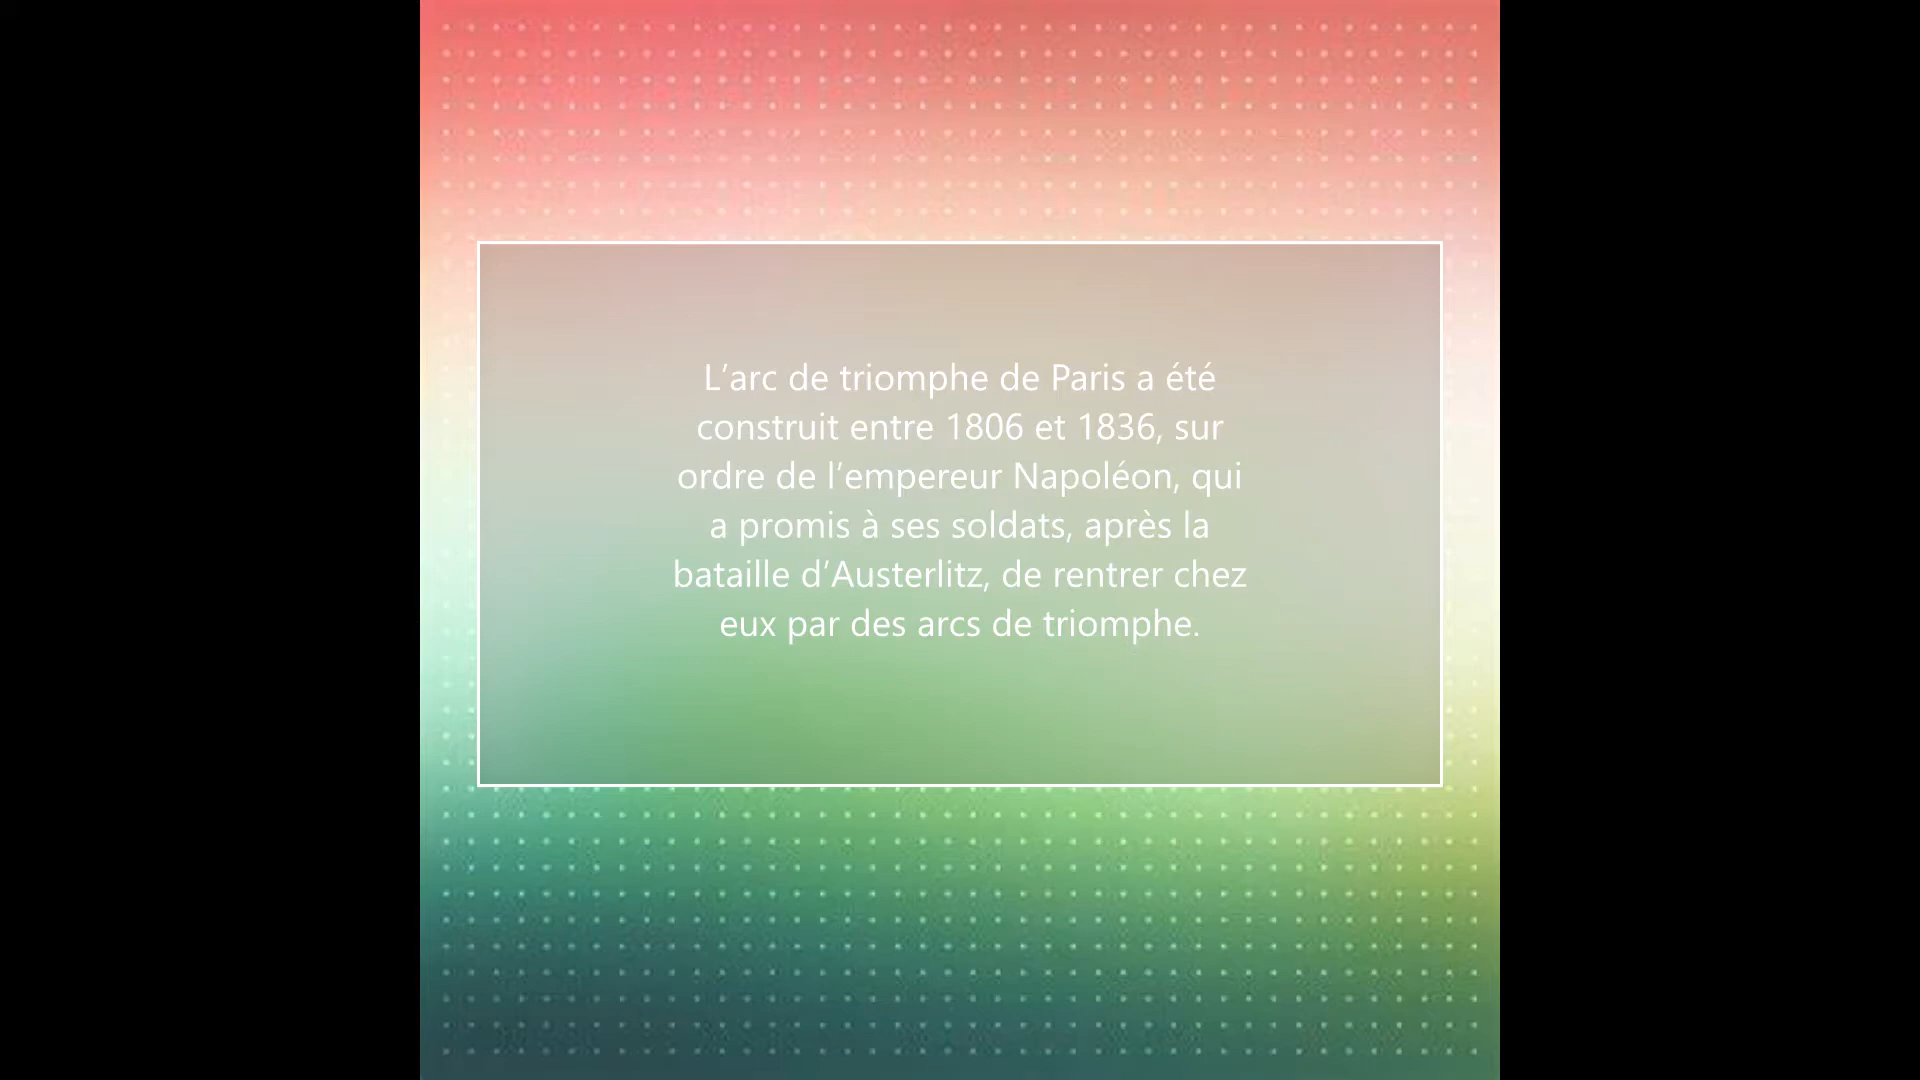 L’arc de triomphe de Paris a été
construit entre 1806 et 1836, sur
ordre de l’empereur Napoléon, qui
a promis à ses soldats, après la
bataille d’Austerlitz, de rentrer chez
eux par des arcs de triomphe.